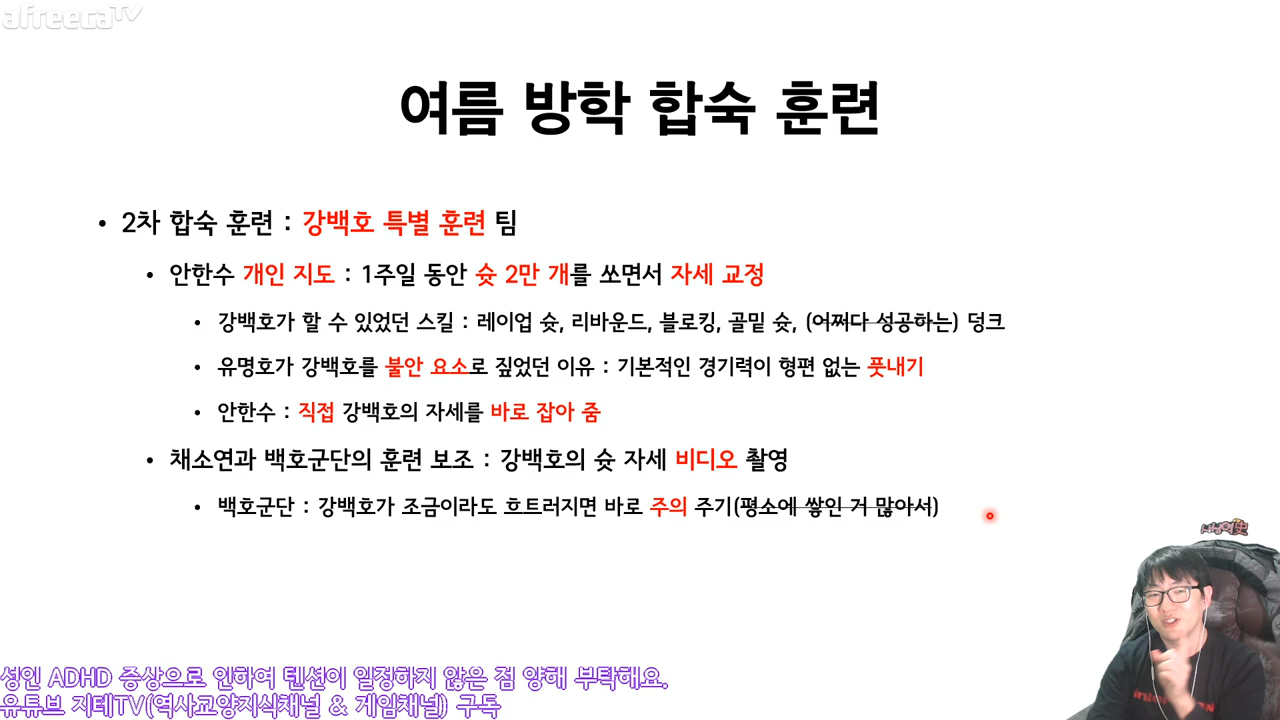 afreecaTV
여름 방학 합숙 훈련
• 2차 합숙 훈련 : 강백호 특별 훈련 팀
• 안한수 개인 지도 : 1주일 동안 슛 2만 개를 쏘면서 자세 교정
• 강백호가 할 수 있었던 스킬 : 레이업 슛, 리바운드, 블로킹, 골밑 슛, (어쩌다 성공하는) 덩크
• 유명호가 강백호를 불안 요소로 짚었던 이유 : 기본적인 경기력이 형편 없는 풋내기
• 안한수 : 직접 강백호의 자세를 바로 잡아 줌
• 채소연과 백호군단의 훈련 보조 : 강백호의 슛 자세 비디오 촬영
• 백호군단 : 강백호가 조금이라도 흐트러지면 바로 주의 주기(평소에 쌓인 거 많아서)
성인 ADHD 증상으로 인하여 텐션이 일정하지 않은 점 양해 부탁해요.
유튜브 지테TV(역사교양지식채널 & 게임채널) 구독